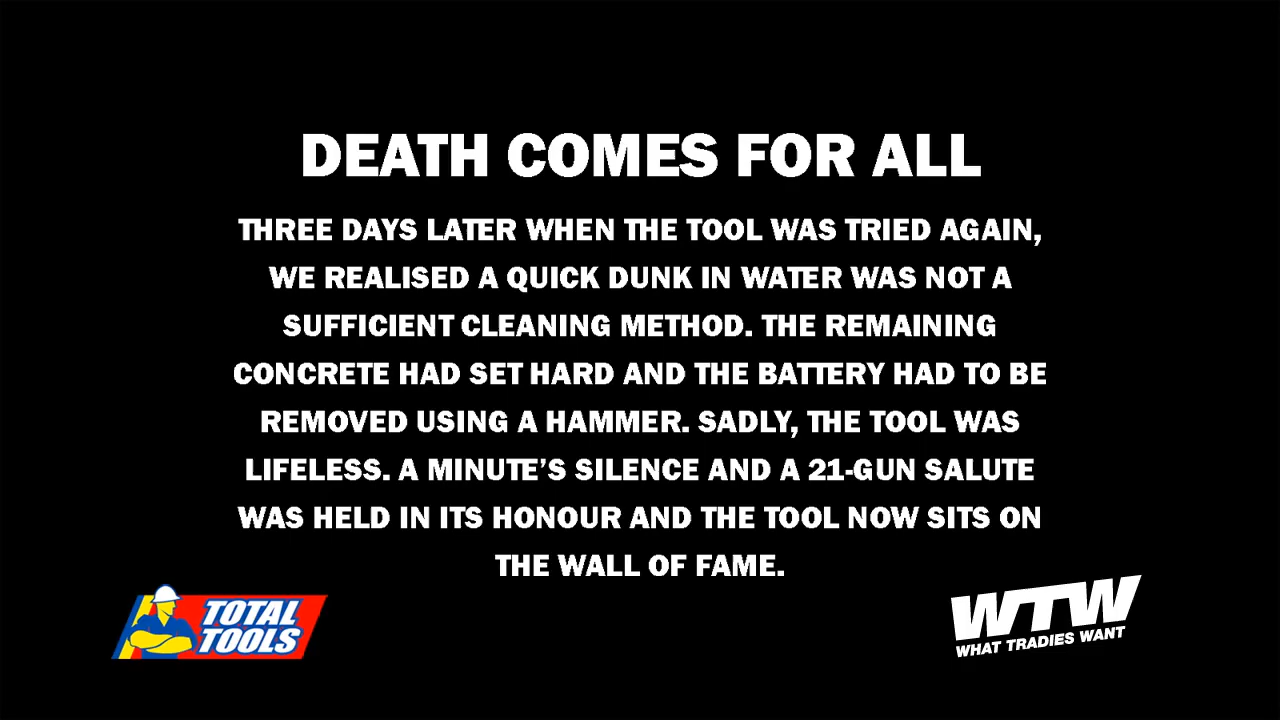 DEATH COMES FOR ALL
THREE DAYS LATER WHEN THE TOOL WAS TRIED AGAIN,
WE REALISED A QUICK DUNK IN WATER WAS NOT A
SUFFICIENT CLEANING METHOD. THE REMAINING
CONCRETE HAD SET HARD AND THE BATTERY HAD TO BE
REMOVED USING A HAMMER. SADLY, THE TOOL WAS
LIFELESS. A MINUTE’S SILENCE AND A 21-GUN SALUTE
WAS HELD IN ITS HONOUR AND THE TOOL NOW SITS ON
THE WALL OF FAME.
TOTAL
TOOLS
WTW
WHAT TRADIES WANT